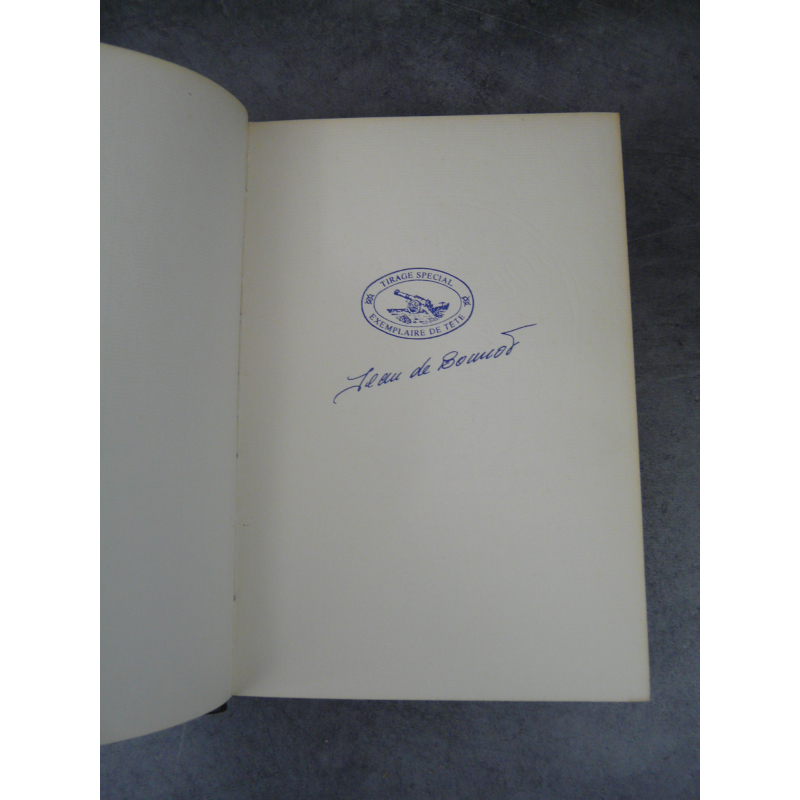 TIRAGE SPECIAL
EXEMPLAIRE DE TETE
Jean de Bonnot